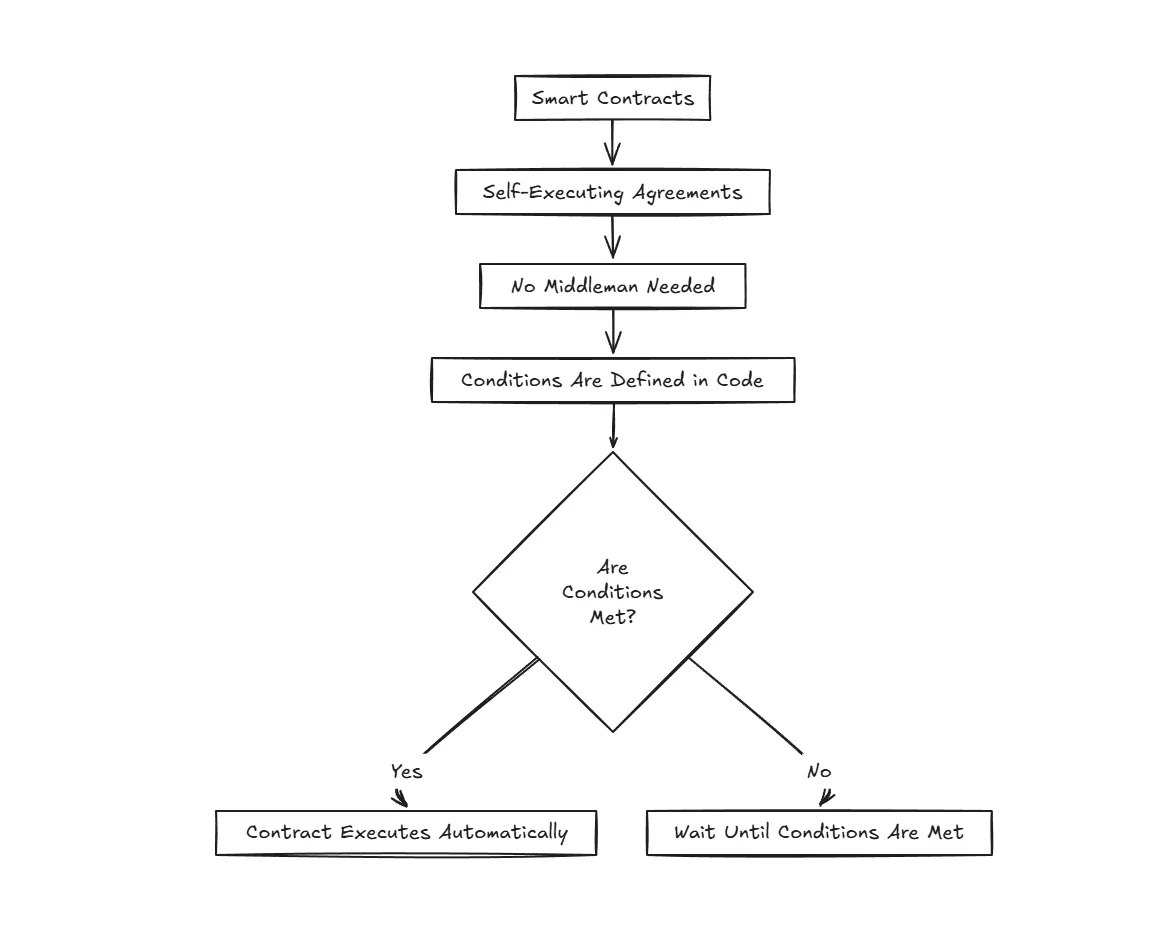 Smart Contracts
Self-Executing Agreements
No Middleman Needed
Conditions Are Defined in Code
Are
Conditions
Met?
Yes
No
Contract Executes Automatically
Wait Until Conditions Are Met